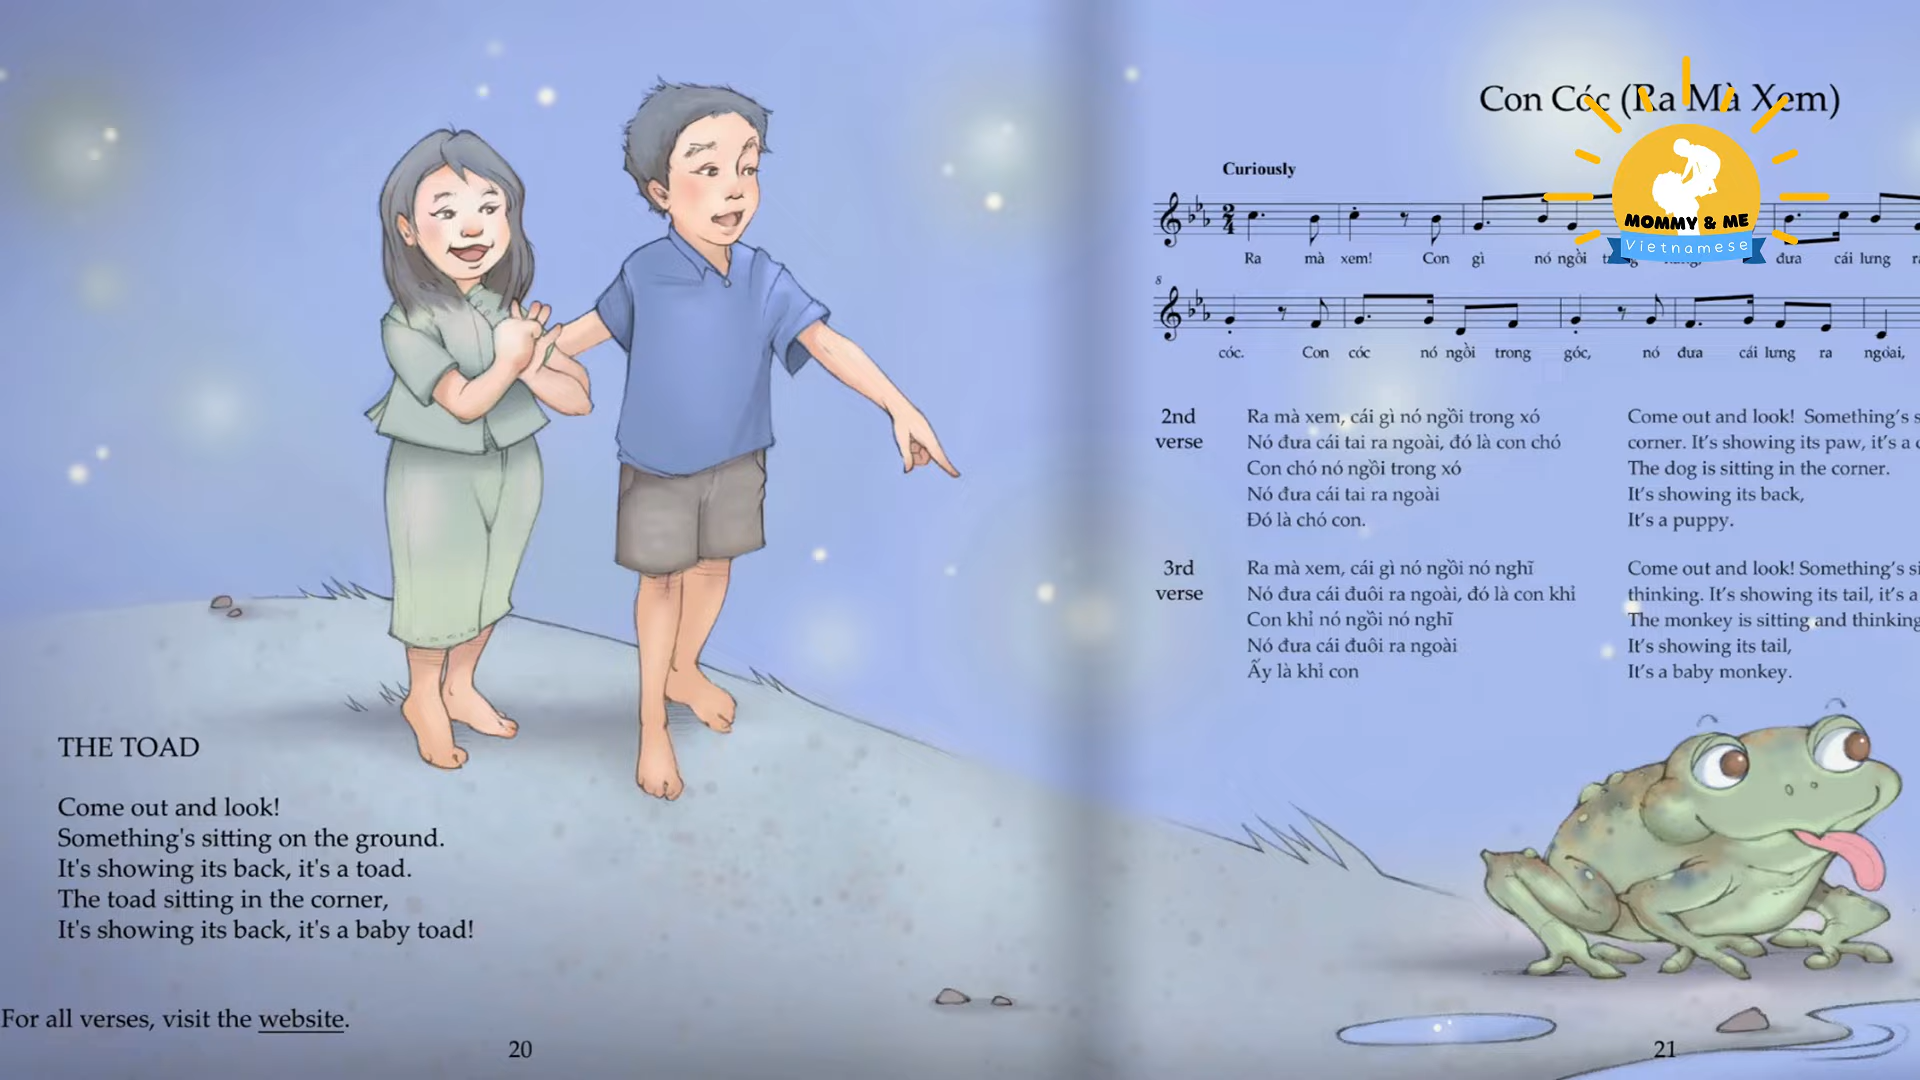 THE TOAD
Come out and look!
Something's sitting on the ground.
It's showing its back, it's a toad.
The toad sitting in the corner,
It's showing its back, it's a baby toad!
For all verses, visit the website.
20
Con Cóc (Ra Mà Xem)
MOMMY & ME
Vietnamese
Curiously
2
4
Ra mà xem! Con gì nó ngồi đưa cái lưng
8
cóc. Con cóc nó ngồi trong góc, nó đưa cái lưng ra ngoài,
2nd
verse
Ra mà xem, cái gì nó ngồi trong xó
Nó đưa cái tai ra ngoài, đó là con chó
Con chó nó ngồi trong xó
Nó đưa cái tai ra ngoài
Đó là chó con.
Come out and look! Something's
corner. It's showing its paw, it's a
The dog is sitting in the corner.
It's showing its back,
It's a puppy.
3rd
verse
Ra mà xem, cái gì nó ngồi nó nghĩ
Nó đưa cái đuôi ra ngoài, đó là con khỉ
Con khỉ nó ngồi nó nghĩ
Nó đưa cái đuôi ra ngoài
Ấy là khỉ con
Come out and look! Something's
thinking. It's showing its tail, it's a
The monkey is sitting and thinking
It's showing its tail,
It's a baby monkey.
21